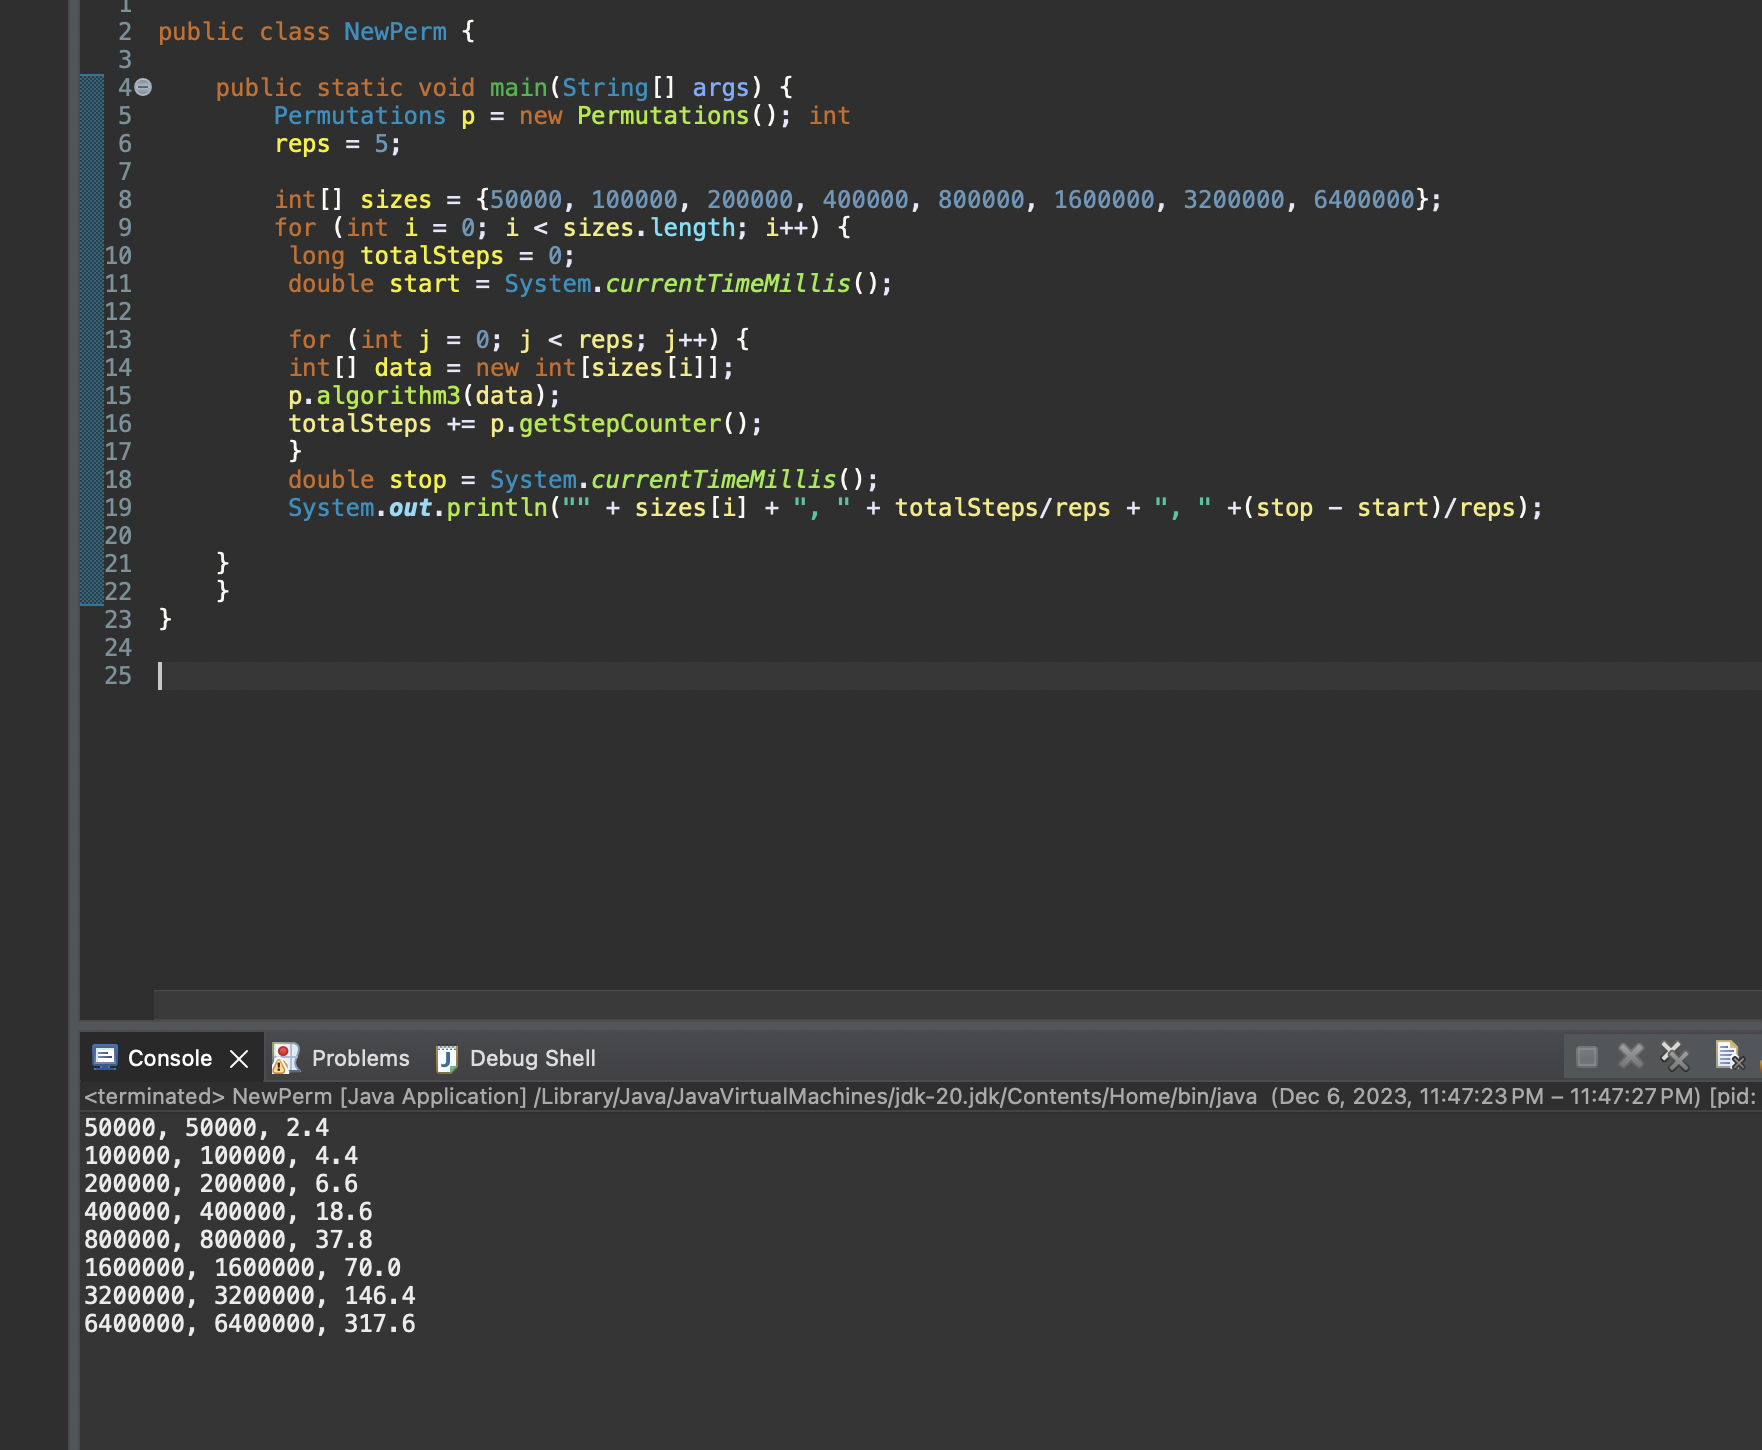 1
2 public class NewPerm {
3
4 public static void main(String[] args) {
5 Permutations p = new Permutations(); int
6 reps = 5;
7
8 int[] sizes = {50000, 100000, 200000, 400000, 800000, 1600000, 3200000, 6400000};
9 for (int i = 0; i < sizes.length; i++) {
10 long totalSteps = 0;
11 double start = System.currentTimeMillis();
12
13 for (int j = 0; j < reps; j++) {
14 int[] data = new int[sizes[i]];
15 p.algorithm3(data);
16 totalSteps += p.getStepCounter();
17 }
18 double stop = System.currentTimeMillis();
19 System.out.println("" + sizes[i] + ", " + totalSteps/reps + ", " +(stop - start)/reps);
20
21 }
22 }
23 }
24
25
Console Problems Debug Shell
<terminated> NewPerm [Java Application] /Library/Java/JavaVirtualMachines/jdk-20.jdk/Contents/Home/bin/java (Dec 6, 2023, 11:47:23 PM – 11:47:27 PM) [pid:
50000, 50000, 2.4
100000, 100000, 4.4
200000, 200000, 6.6
400000, 400000, 18.6
800000, 800000, 37.8
1600000, 1600000, 70.0
3200000, 3200000, 146.4
6400000, 6400000, 317.6